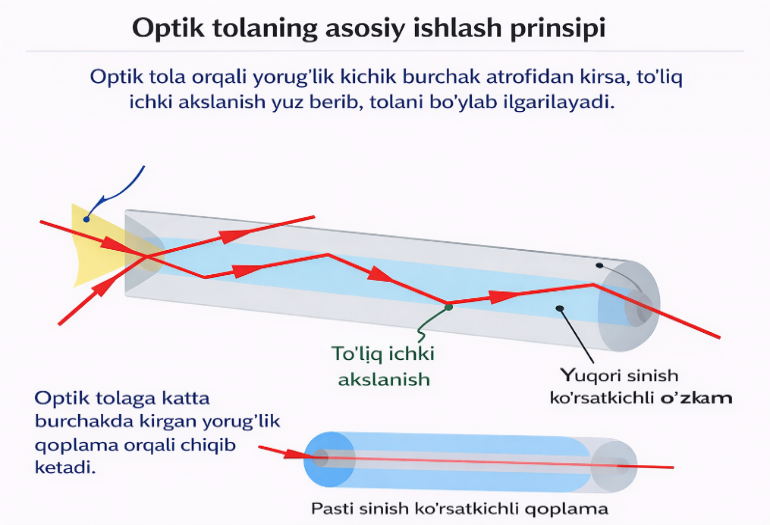 Optik tolaning asosiy ishlash prinsipi
Optik tola orqali yorug'lik kichik burchak atrofidan kirsa, to'liq
ichki akslanish yuz berib, tolani bo'ylab ilgarilayadi.
To'lịq ichki
akslanish
Yuqori sinish
ko'rsatkichli o'zkam
Optik tolaga katta
burchakda kirgan yorug'lik
qoplama orqali chiqib
ketadi.
Pasti sinish ko'rsatkichli qoplama